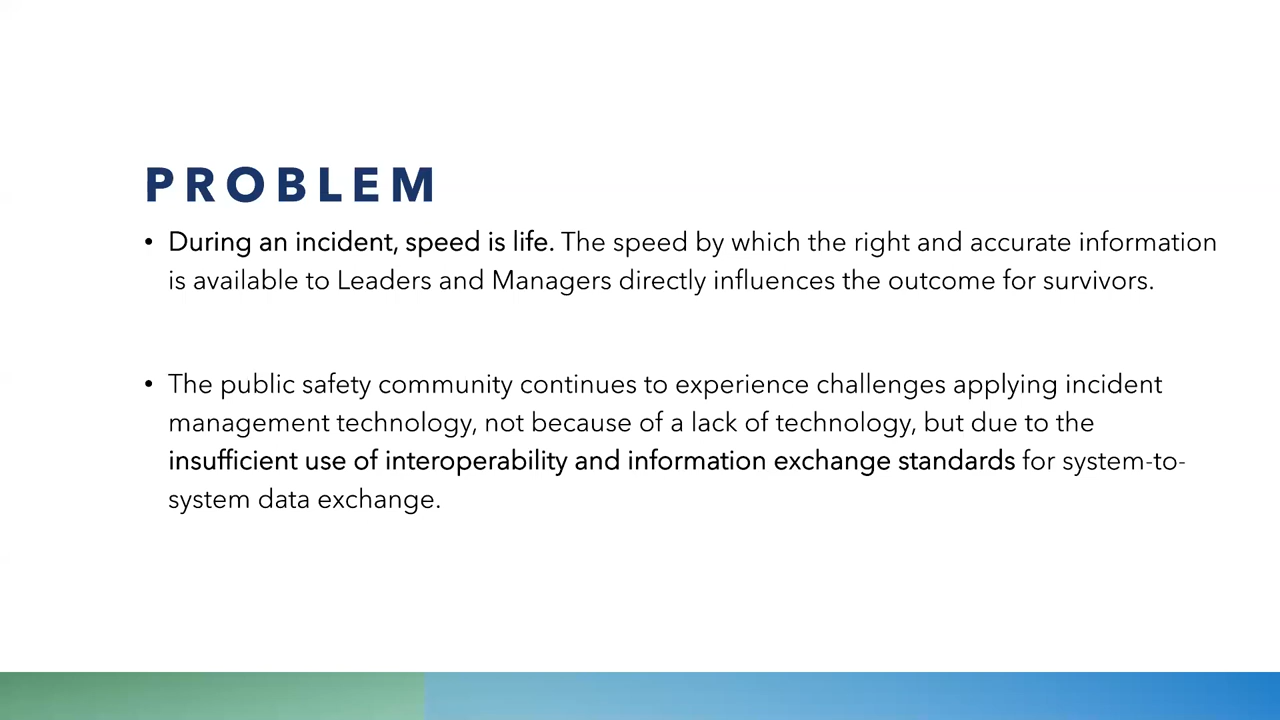 PROBLEM
• During an incident, speed is life. The speed by which the right and accurate information
is available to Leaders and Managers directly influences the outcome for survivors.
• The public safety community continues to experience challenges applying incident
management technology, not because of a lack of technology, but due to the
insufficient use of interoperability and information exchange standards for system-to-
system data exchange.